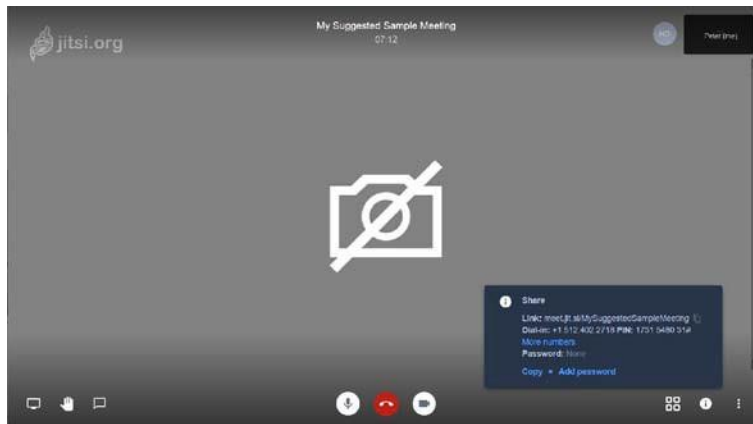 jitsi.org
My Suggested Sample Meeting
07:12
Peter (me)
Share
Link: meet.jit.si/MySuggestedSampleMeeting
Dial-in: +1.512.402.2718 PIN: 1731 5480 31#
More numbers
Password: None
Copy • Add password